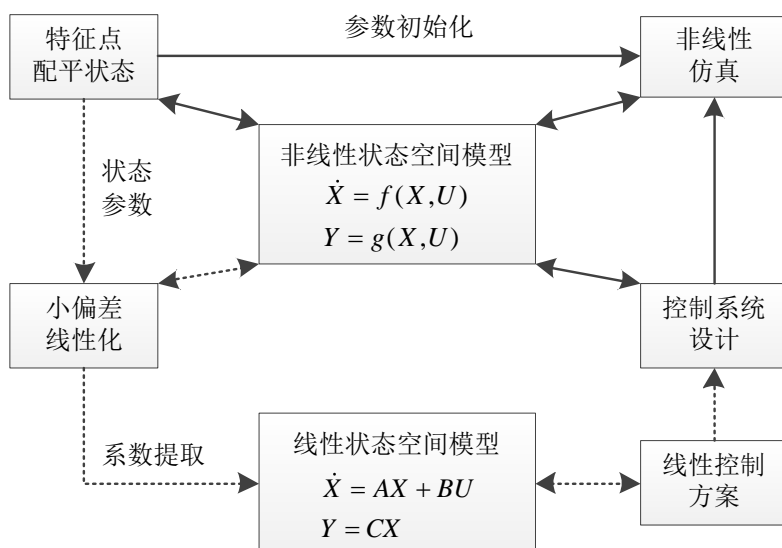 特征点
配平状态
参数初始化
非线性
仿真
非线性状态空间模型
Ẋ = f(X,U)
Y = g(X,U)
状态
参数
小偏差
线性化
控制系统
设计
系数提取
线性状态空间模型
Ẋ = AX + BU
Y = CX
线性控制
方案